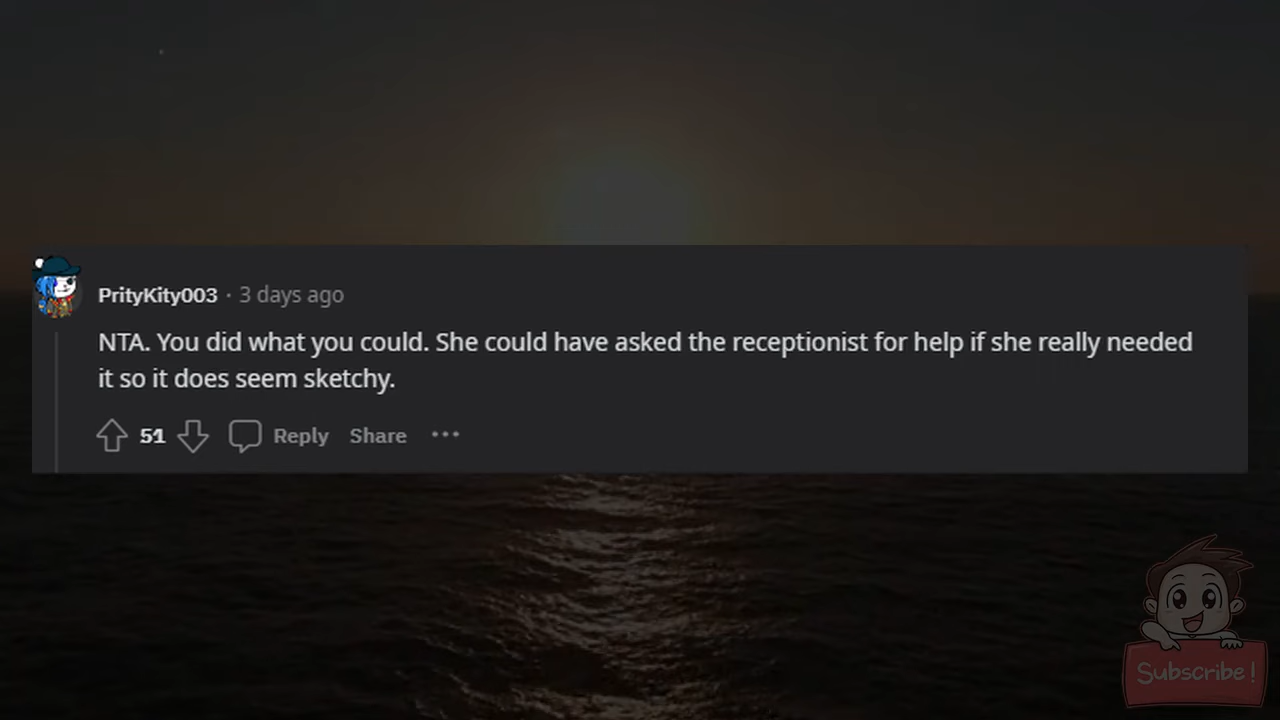 PrityKity003 · 3 days ago
NTA. You did what you could. She could have asked the receptionist for help if she really needed
it so it does seem sketchy.
51 Reply Share ···
Subscribe!